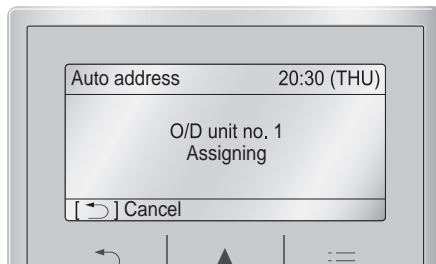 Auto address 20:30 (THU)
O/D unit no. 1
Assigning
[⮌] Cancel